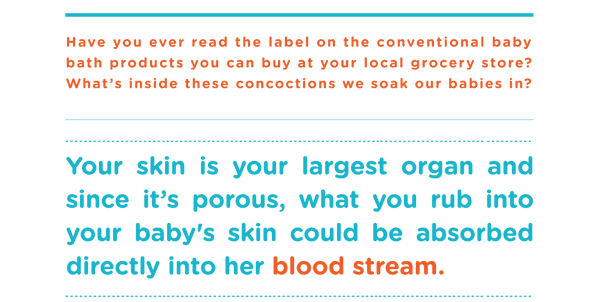 Have you ever read the label on the conventional baby
bath products you can buy at your local grocery store?
What’s inside these concoctions we soak our babies in?
Your skin is your largest organ and
since it’s porous, what you rub into
your baby's skin could be absorbed
directly into her blood stream.